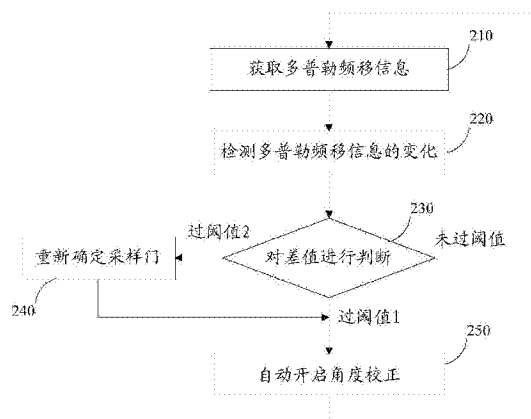 210
获取多普勒频移信息
220
检测多普勒频移信息的变化
230
过阈值2
未过阈值
对差值进行判断
重新确定采样门
240
过阈值1
250
自动开启角度校正